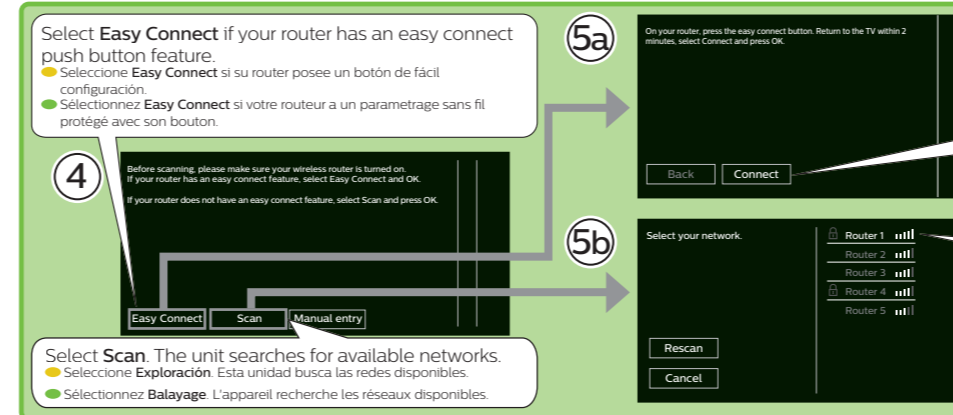 Select Easy Connect if your router has an easy connect
push button feature.
Seleccione Easy Connect si su router posee un botón de fácil
configuración.
Sélectionnez Easy Connect si votre routeur a un parametrage sans fil
protégé avec son bouton.
4
Before scanning, please make sure your wireless router is turned on.
If your router has an easy connect feature, select Easy Connect and OK.
If your router does not have an easy connect feature, select Scan and press OK.
Easy Connect
Scan
Manual entry
Select Scan. The unit searches for available networks.
Seleccione Exploración. Esta unidad busca las redes disponibles.
Sélectionnez Balayage. L'appareil recherche les réseaux disponibles.
5a
On your router, press the easy connect button. Return to the TV within 2
minutes, select Connect and press OK.
Back
Connect
5b
Select your network.
Router 1
Router 2
Router 3
Router 4
Router 5
Rescan
Cancel